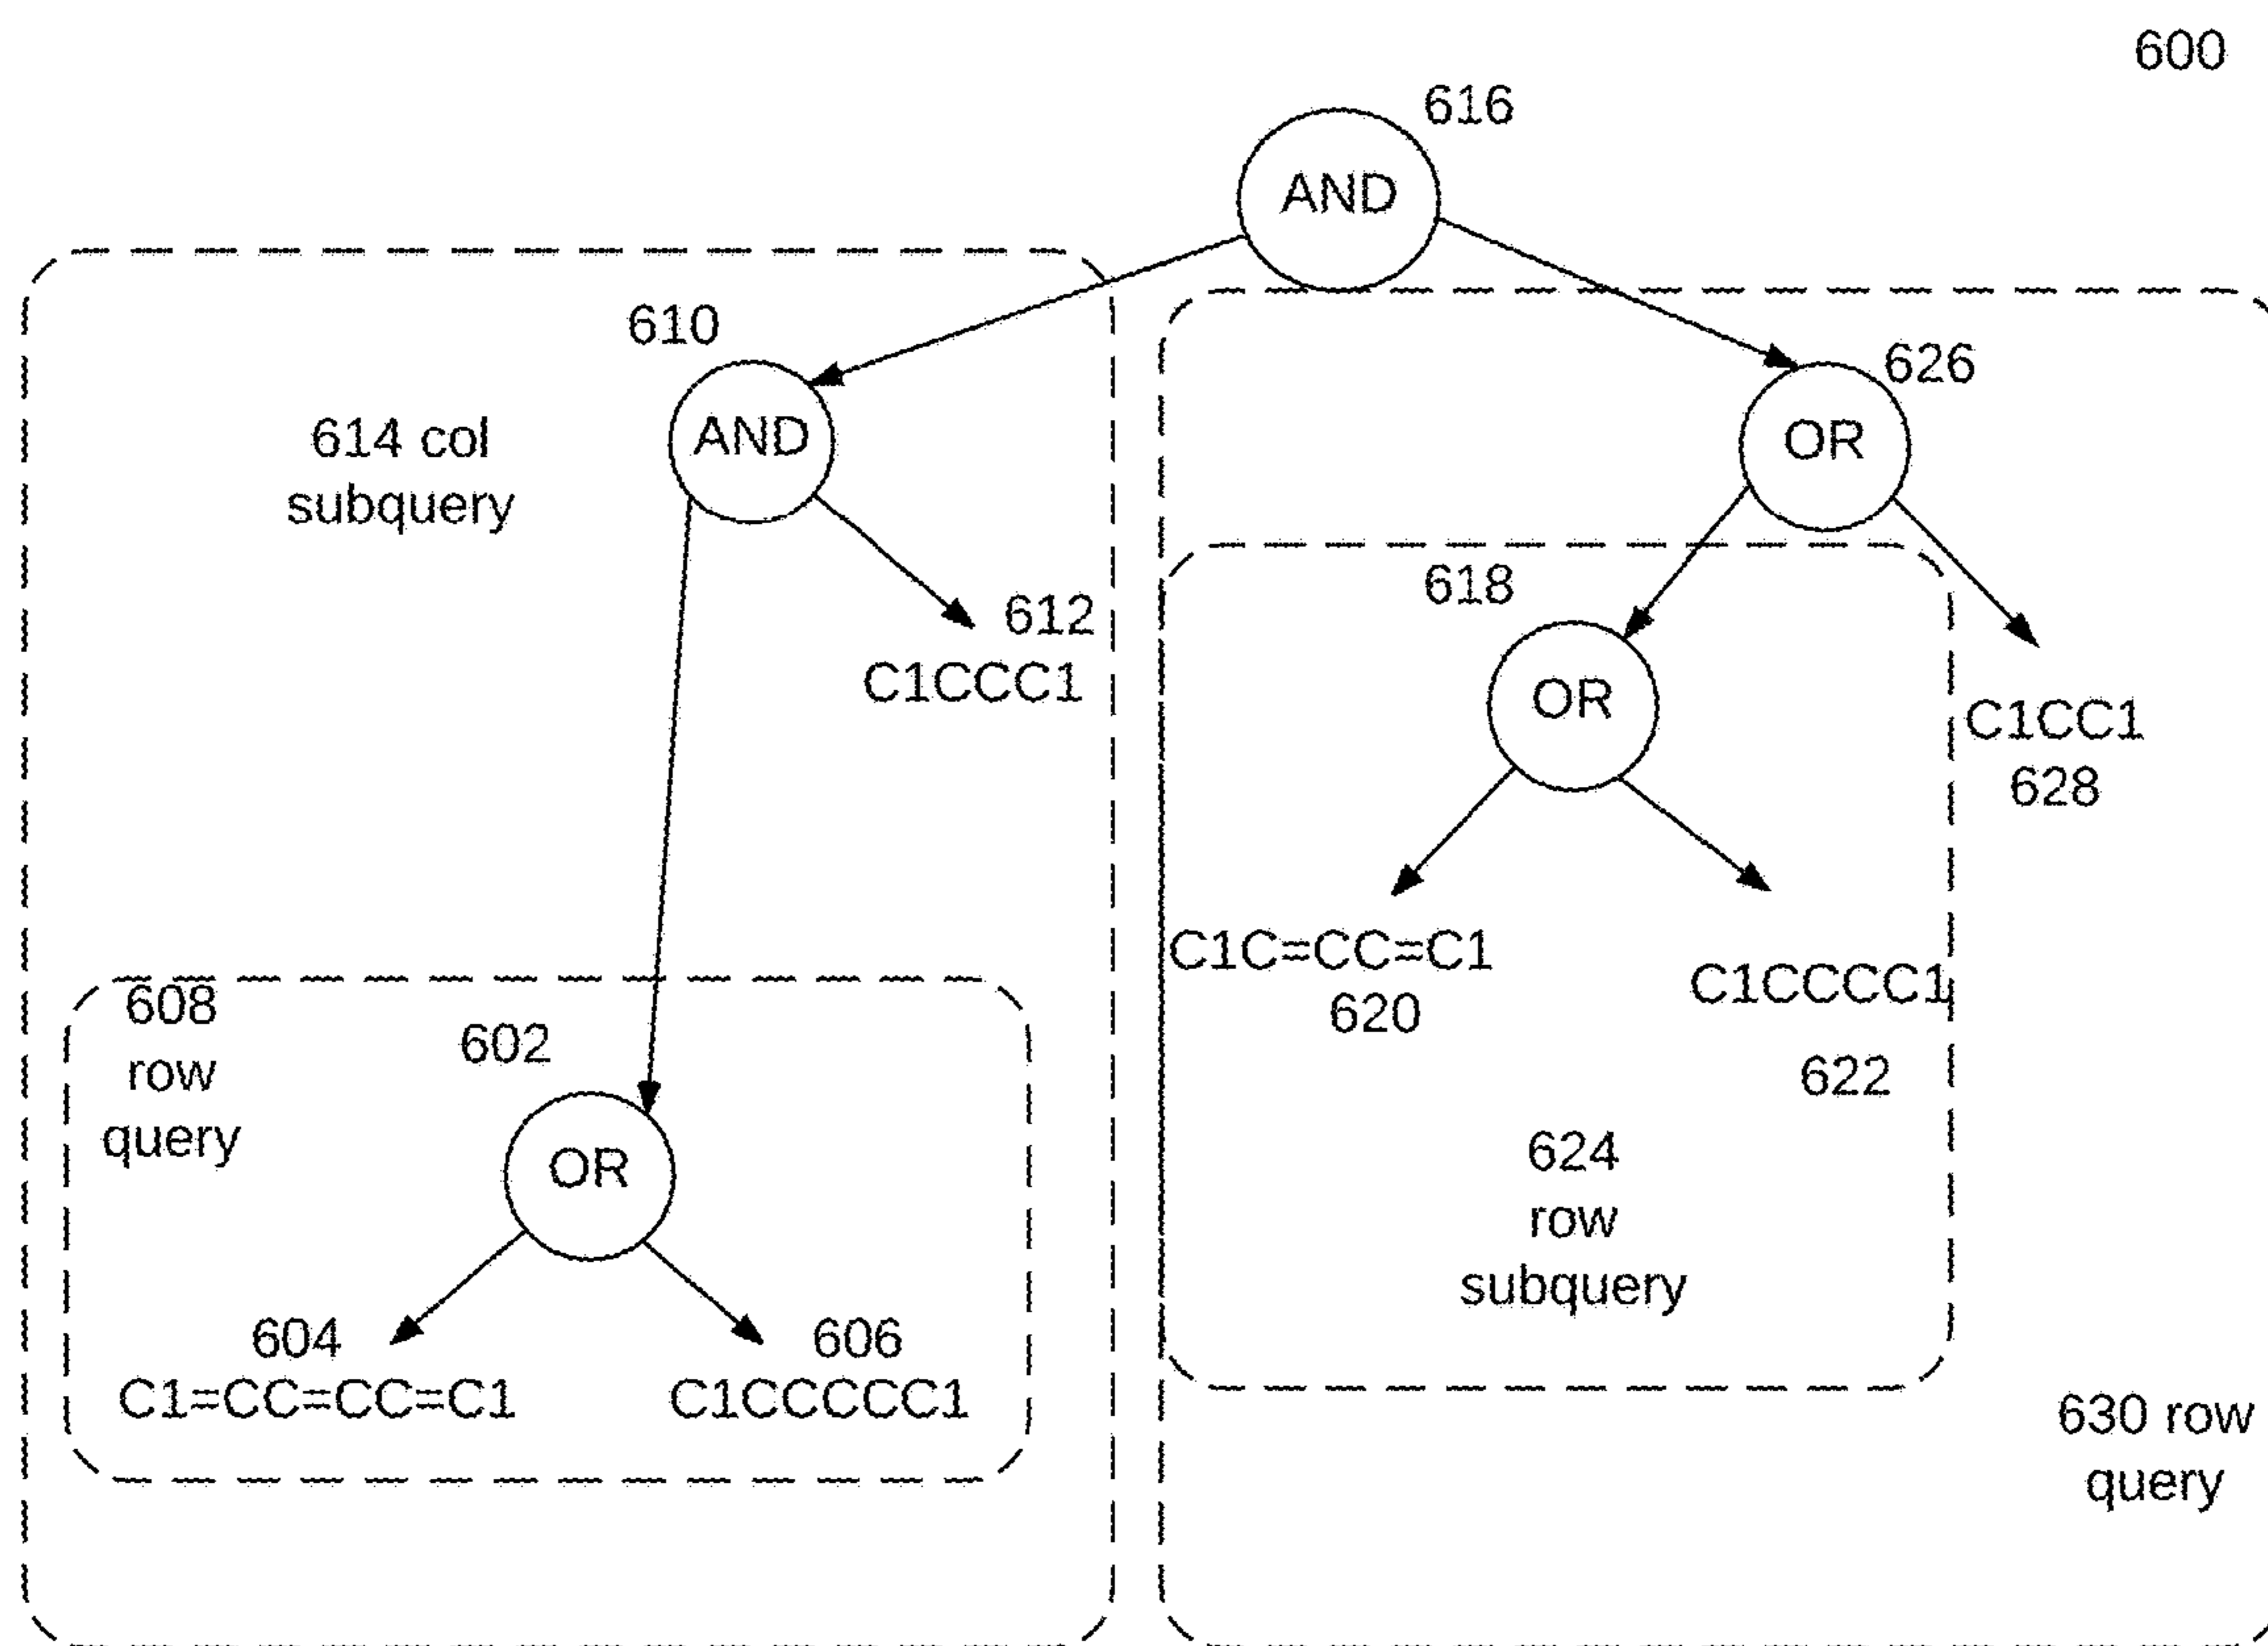 600
616
AND
610
AND
614 col
subquery
626
OR
612
C1CCC1
618
OR
C1CC1
628
C1C=CC=C1
620
C1CCCC1
622
624
row
subquery
608
row
query
602
OR
604
C1=CC=CC=C1
606
C1CCCCC1
630 row
query